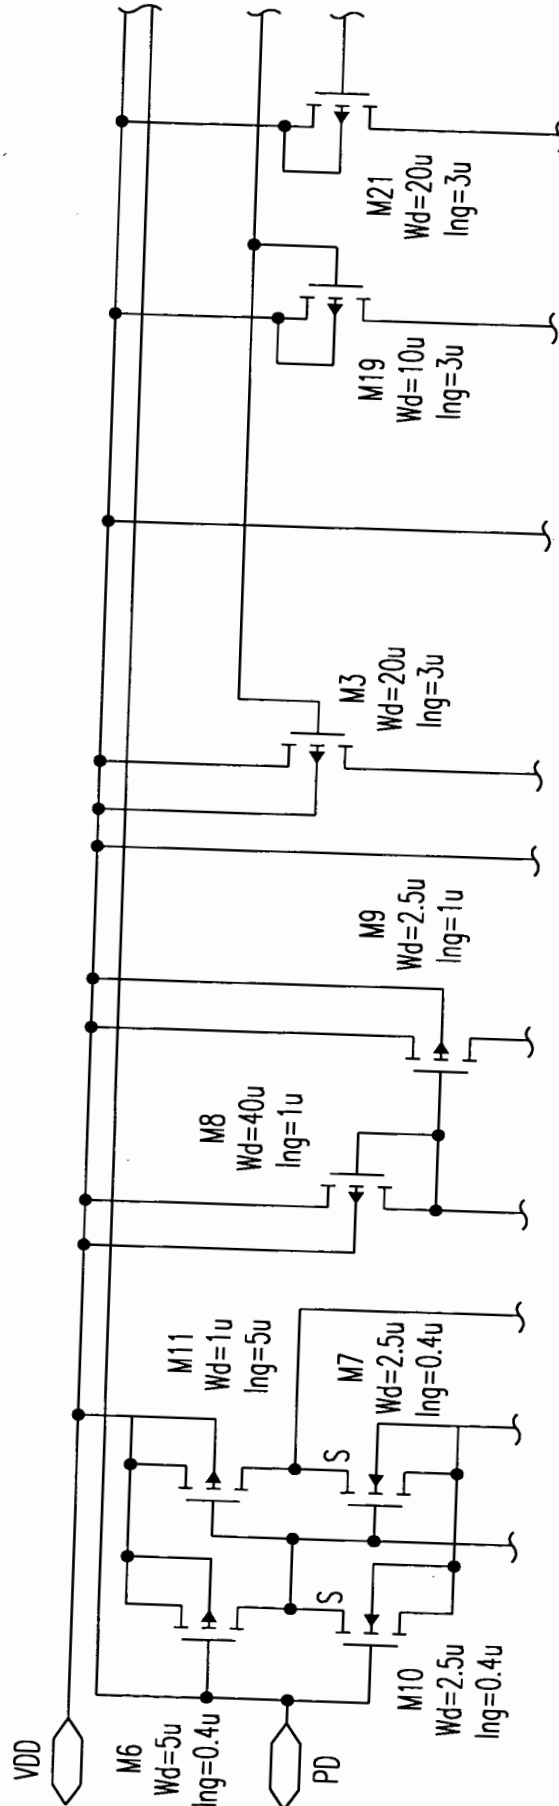 VDD
PD
M6
Wd=5u
lng=0.4u
M10
Wd=2.5u
lng=0.4u
S
M11
Wd=1u
lng=5u
M7
Wd=2.5u
lng=0.4u
S
M8
Wd=40u
lng=1u
M9
Wd=2.5u
lng=1u
M3
Wd=20u
lng=3u
M19
Wd=10u
lng=3u
M21
Wd=20u
lng=3u